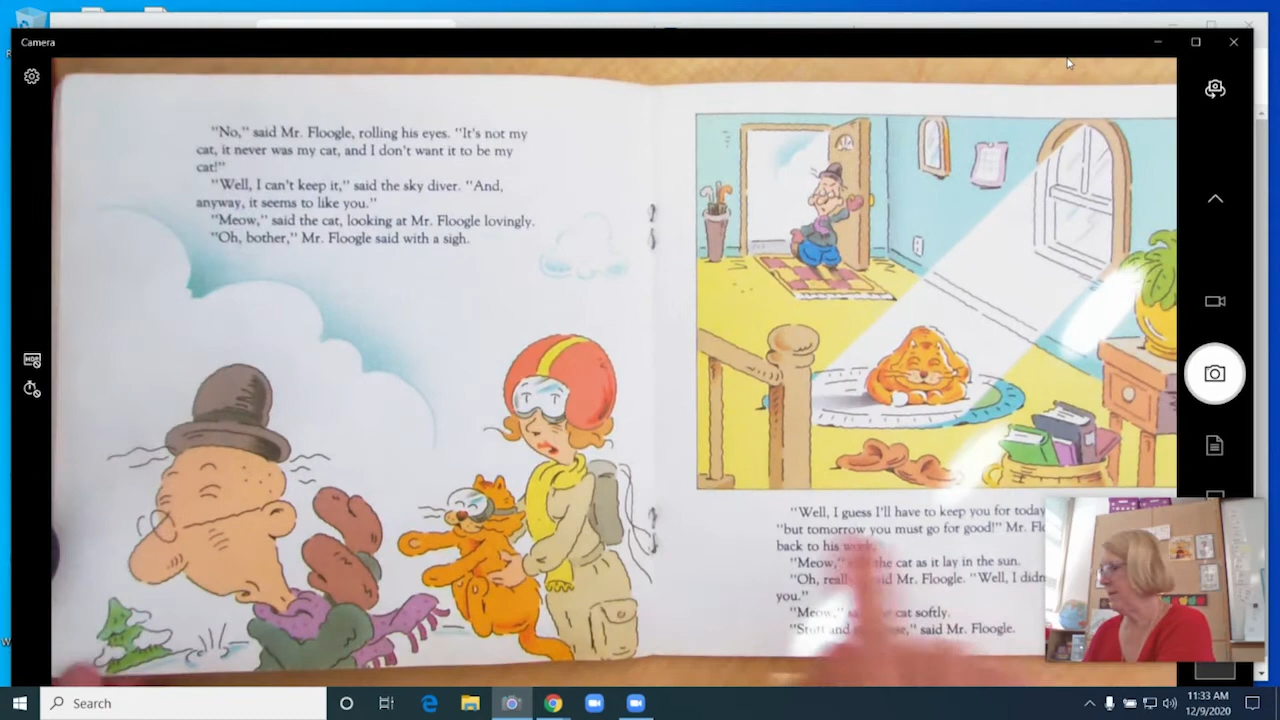 Camera
"No," said Mr. Floogle, rolling his eyes. "It's not my
cat, it never was my cat, and I don't want it to be my
cat!"
"Well, I can't keep it," said the sky diver. "And,
anyway, it seems to like you."
"Meow," said the cat, looking at Mr. Floogle lovingly.
"Oh, bother," Mr. Floogle said with a sigh.
"Well, I guess I'll have to keep you for today
"but tomorrow you must go for good!" Mr.
back to his
"Meow," the cat as it lay in the sun.
"Oh, said Mr. Floogle. "Well, I
you."
"Meow," cat softly.
said Mr. Floogle.
Search
11:33 AM
12/9/2020